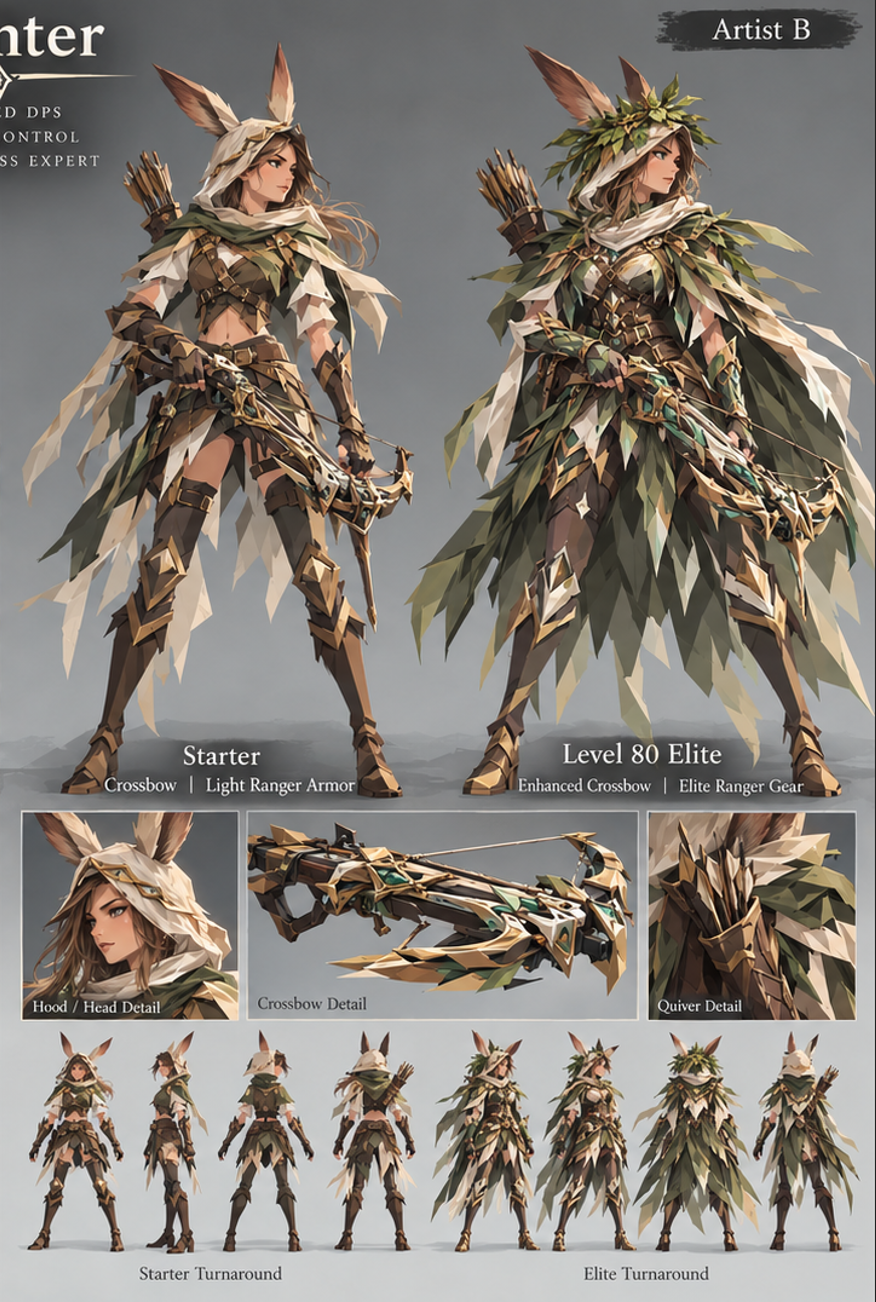 nter
Artist B
ED DPS
ONTROL
SS EXPERT
Starter
Crossbow | Light Ranger Armor
Level 80 Elite
Enhanced Crossbow | Elite Ranger Gear
Hood / Head Detail
Crossbow Detail
Quiver Detail
Starter Turnaround
Elite Turnaround